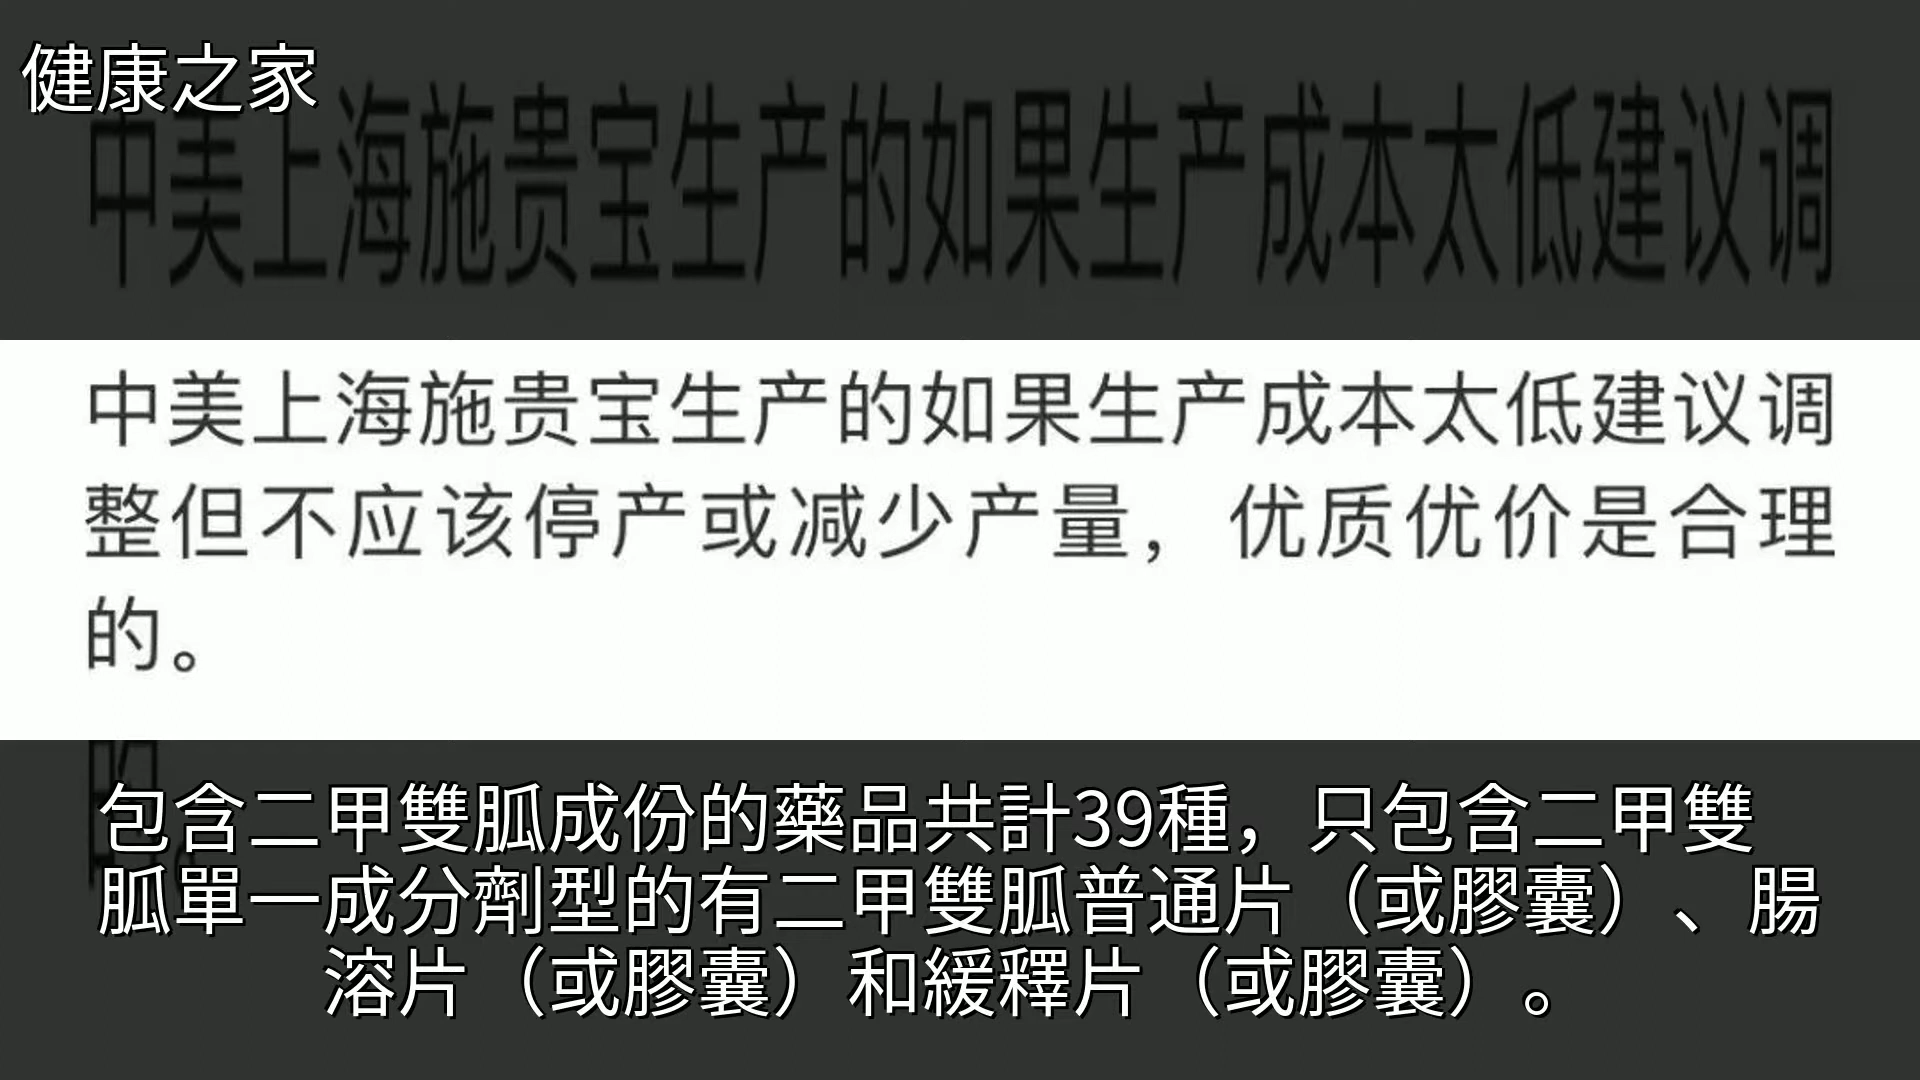 健康之家
中美上海施贵宝生产的如果生产成本太低建议调
中美上海施贵宝生产的如果生产成本太低建议调
整但不应该停产或减少产量，优质优价是合理
的。
包含二甲雙胍成份的藥品共計39種，只包含二甲雙
胍單一成分劑型的有二甲雙胍普通片（或膠囊）、腸
溶片（或膠囊）和緩釋片（或膠囊）。